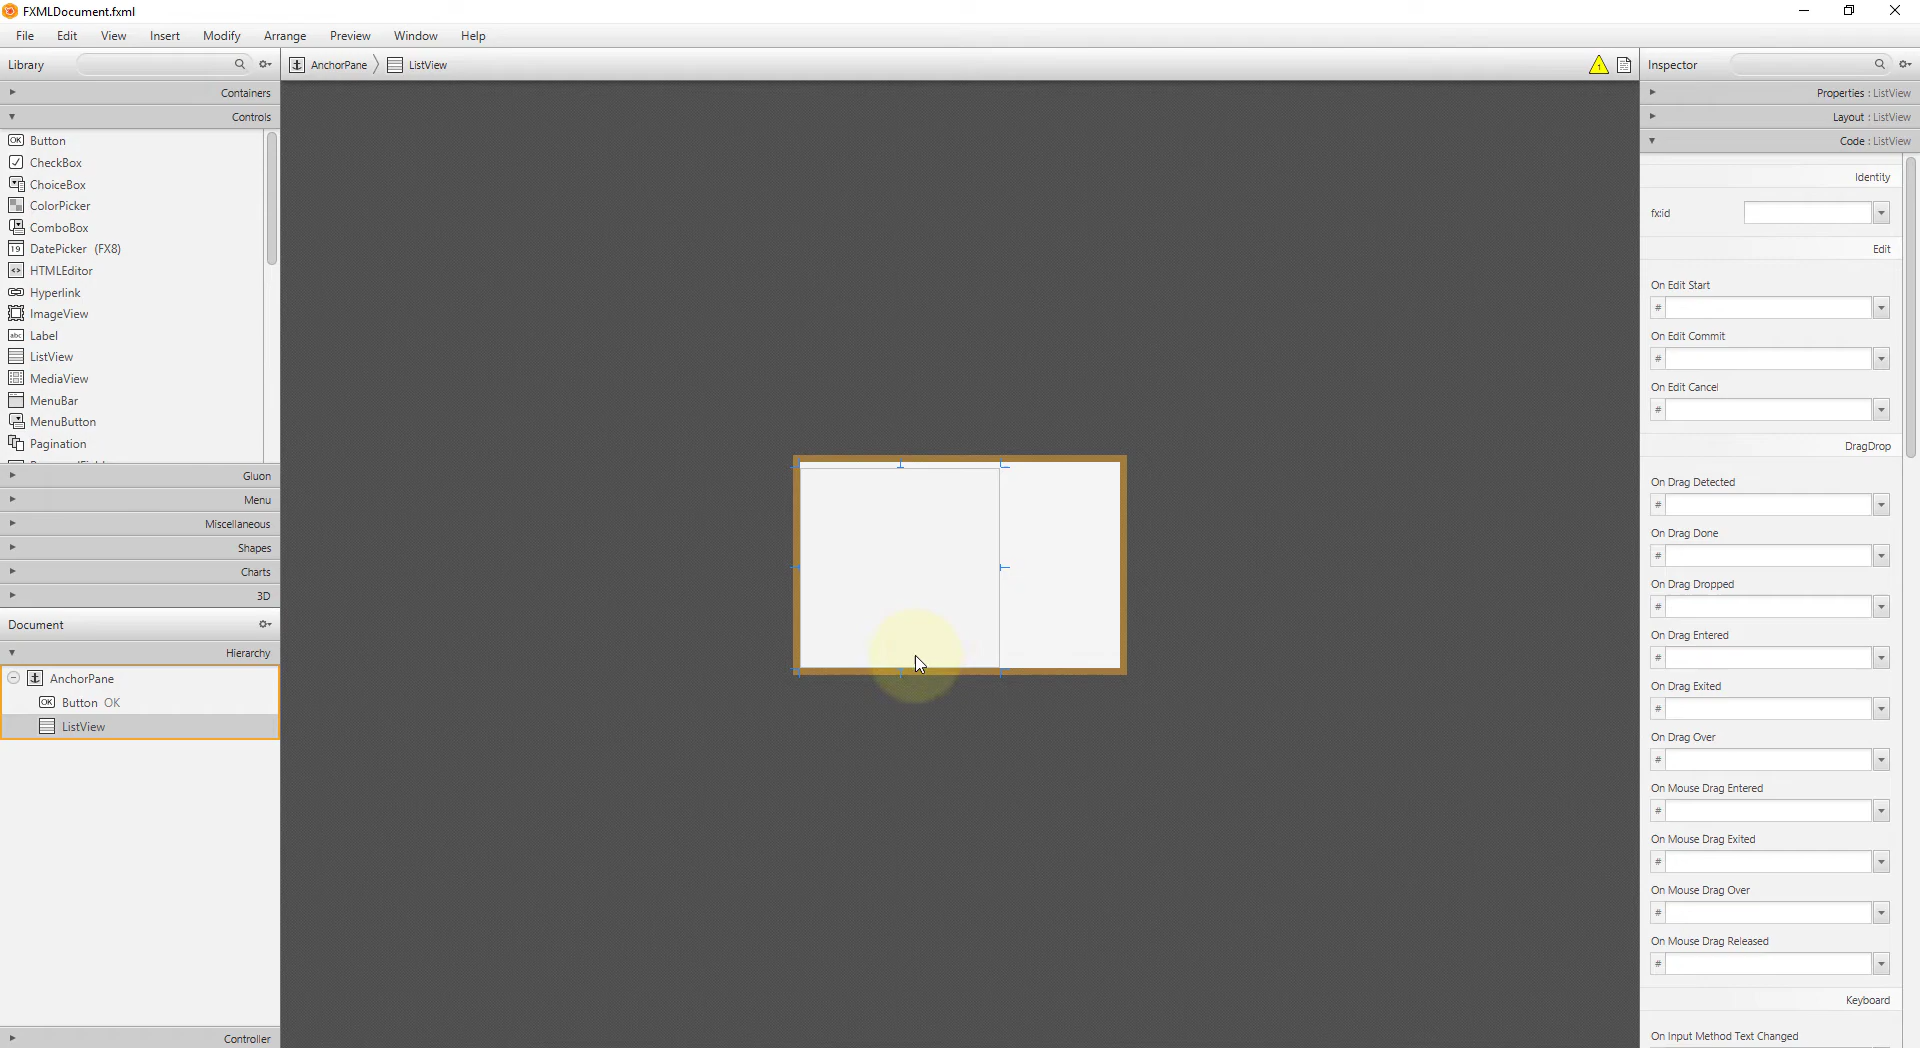 FXMLDocument.fxml
File Edit View Insert Modify Arrange Preview Window Help
Library
AnchorPane ListView
Inspector
Containers
Controls
Button
CheckBox
ChoiceBox
ColorPicker
ComboBox
DatePicker (FX8)
HTMLEditor
Hyperlink
ImageView
Label
ListView
MediaView
MenuBar
MenuButton
Pagination
Gluon
Menu
Miscellaneous
Shapes
Charts
3D
Document
Hierarchy
AnchorPane
Button OK
ListView
Controller
Properties : ListView
Layout : ListView
Code : ListView
Identity
fx:id
Edit
On Edit Start
#
On Edit Commit
#
On Edit Cancel
#
DragDrop
On Drag Detected
#
On Drag Done
#
On Drag Dropped
#
On Drag Entered
#
On Drag Exited
#
On Drag Over
#
On Mouse Drag Entered
#
On Mouse Drag Exited
#
On Mouse Drag Over
#
On Mouse Drag Released
#
Keyboard
On Input Method Text Changed